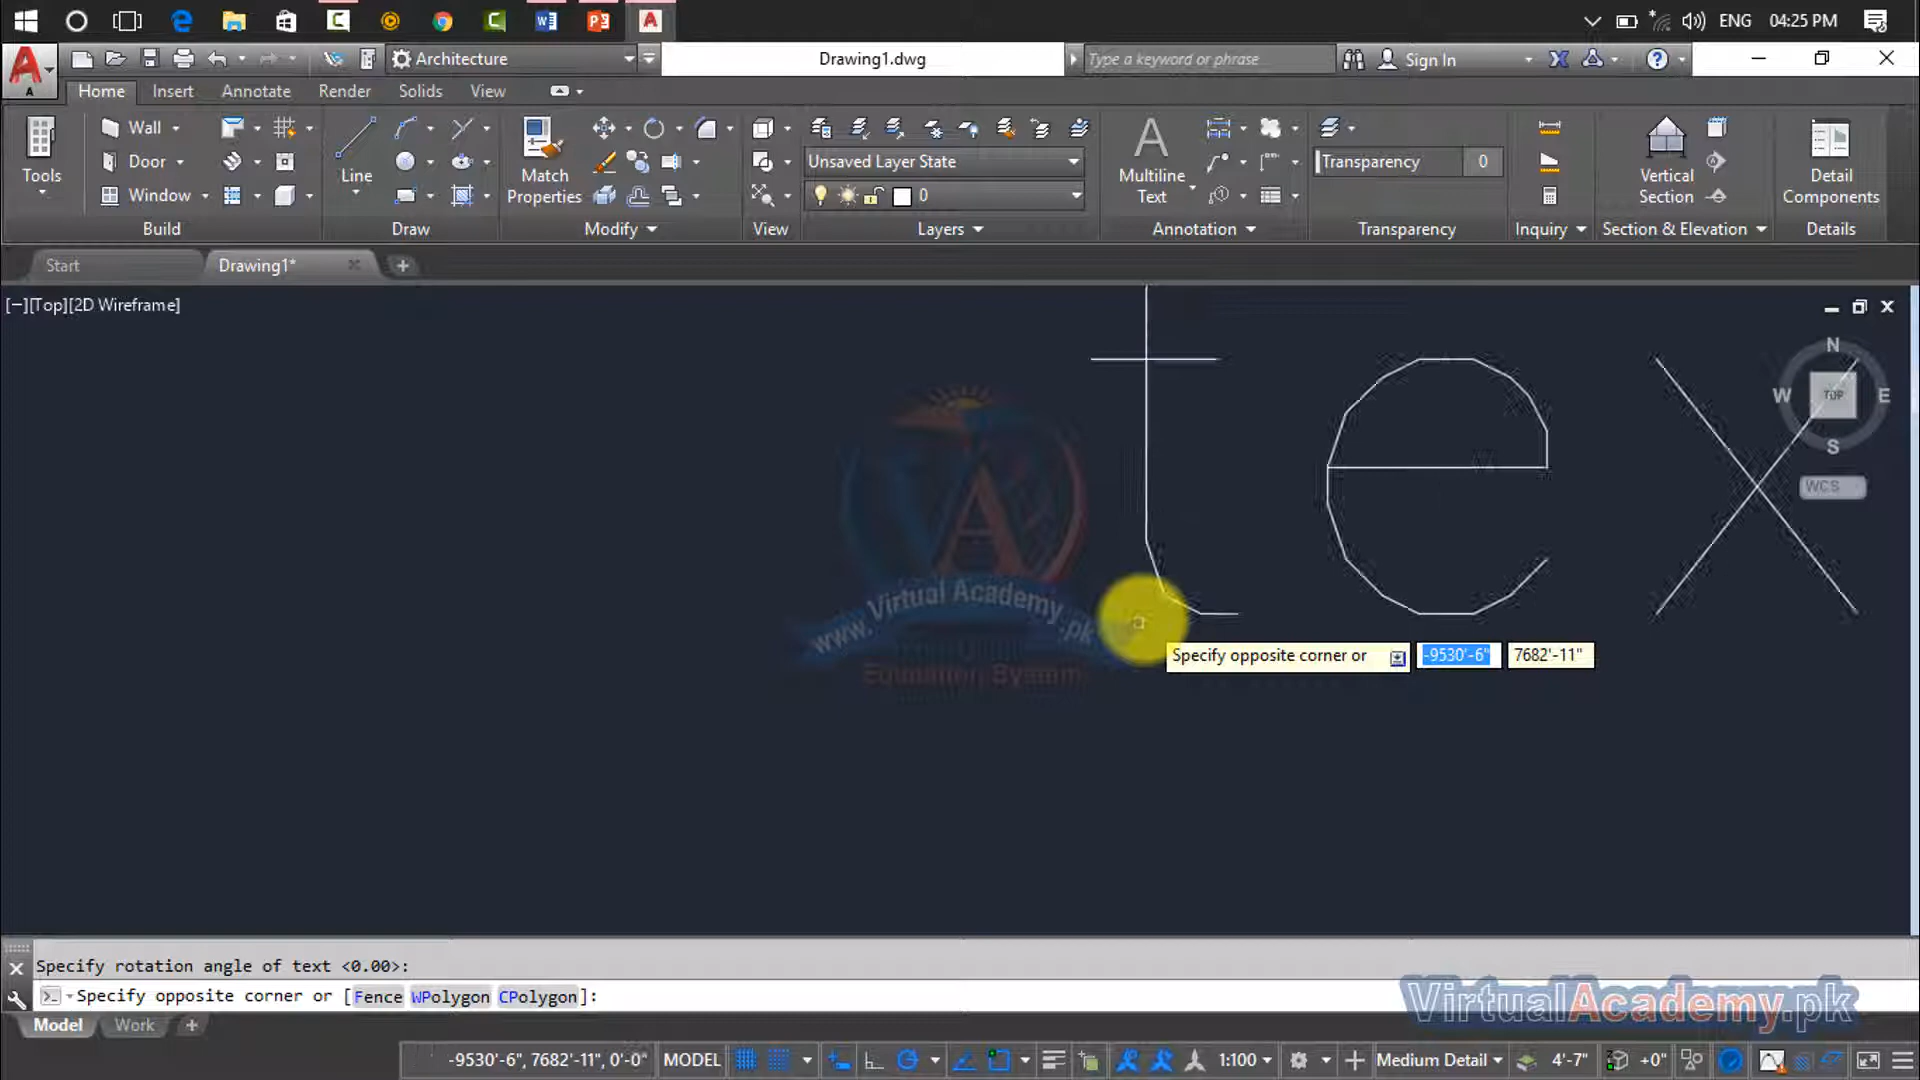 ENG 04:25 PM
Architecture
Drawing1.dwg
Type a keyword or phrase
Sign In
A
Home Insert Annotate Render Solids View
Tools
Wall
Door
Window
Build
Line
Draw
Match Properties
Modify
View
Unsaved Layer State
0
Layers
Multiline Text
Annotation
Transparency 0
Transparency
Inquiry
Vertical Section
Section & Elevation
Detail Components
Details
Start
Drawing1*
[−][Top][2D Wireframe]
tex
N
W TOP E
S
WCS
VA
www.VirtualAcademy.pk
Education System
Specify opposite corner or -9530'-6" 7682'-11"
Specify rotation angle of text <0.00>:
Specify opposite corner or [Fence WPolygon CPolygon]:
VirtualAcademy.pk
Model Work
-9530'-6", 7682'-11", 0'-0" MODEL 1:100 Medium Detail 4'-7" +0"